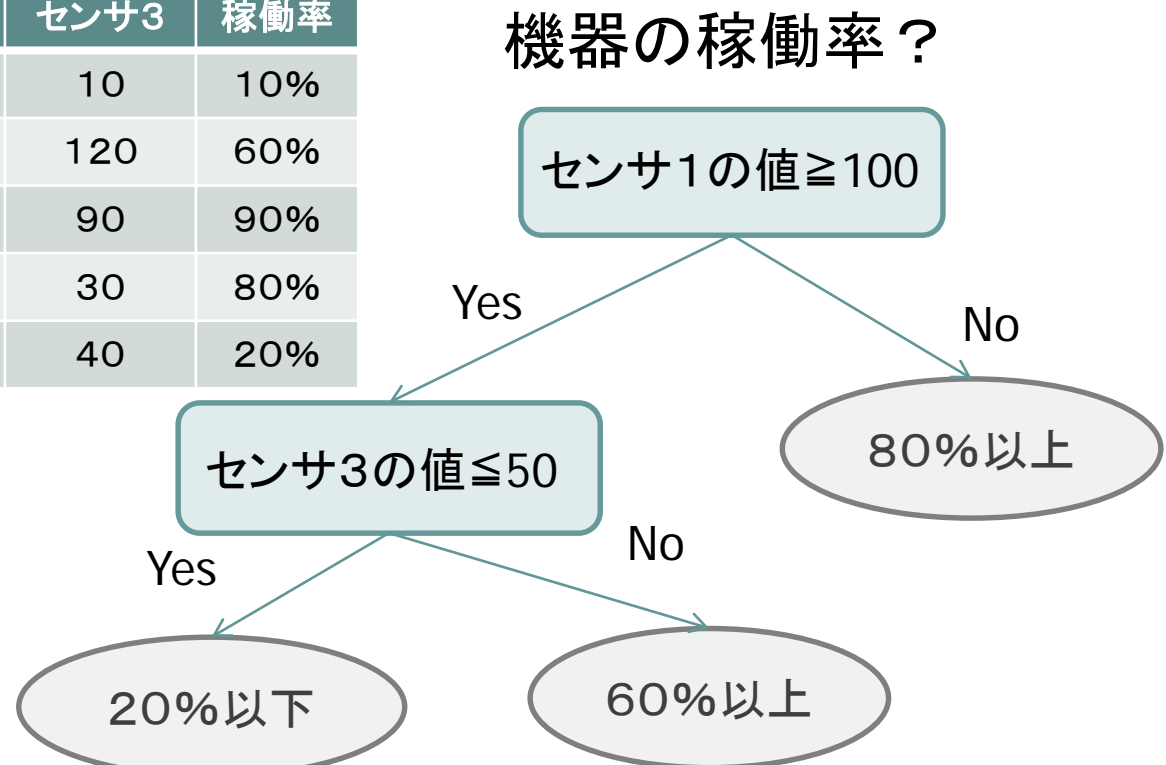 機器の稼働率？
センサ３ 稼働率
１０ １０％
１２０ ６０％
９０ ９０％
３０ ８０％
４０ ２０％
センサ１の値≧100
Yes
No
センサ３の値≦50
８０％以上
Yes
No
２０％以下
６０％以上